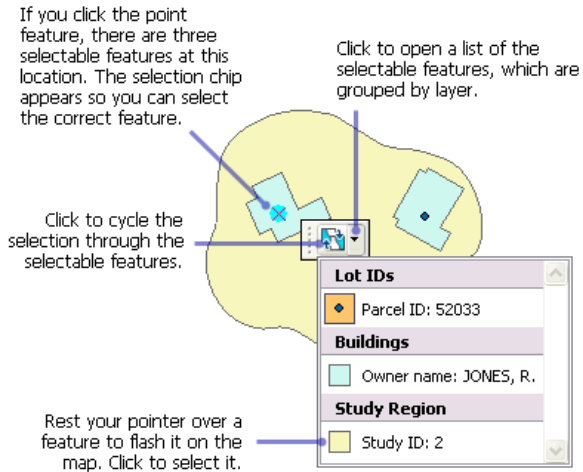 If you click the point
feature, there are three
selectable features at this
location. The selection chip
appears so you can select
the correct feature.
Click to open a list of the
selectable features, which are
grouped by layer.
Click to cycle the
selection through the
selectable features.
Lot IDs
Parcel ID: 52033
Buildings
Owner name: JONES, R.
Study Region
Study ID: 2
Rest your pointer over a
feature to flash it on the
map. Click to select it.